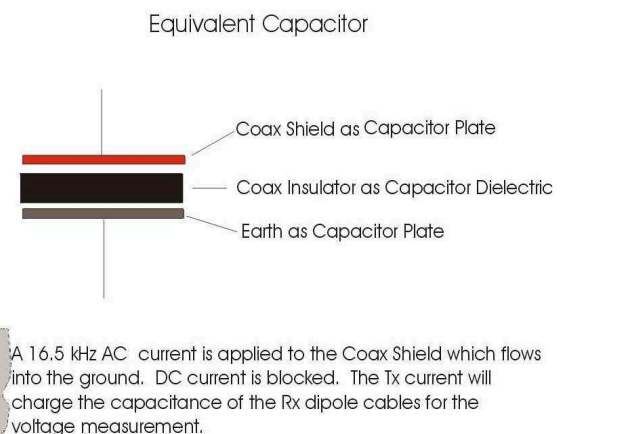 Equivalent Capacitor
Coax Shield as Capacitor Plate
Coax Insulator as Capacitor Dielectric
Earth as Capacitor Plate
A 16.5 kHz AC current is applied to the Coax Shield which flows
into the ground. DC current is blocked. The Tx current will
charge the capacitance of the Rx dipole cables for the
voltage measurement.